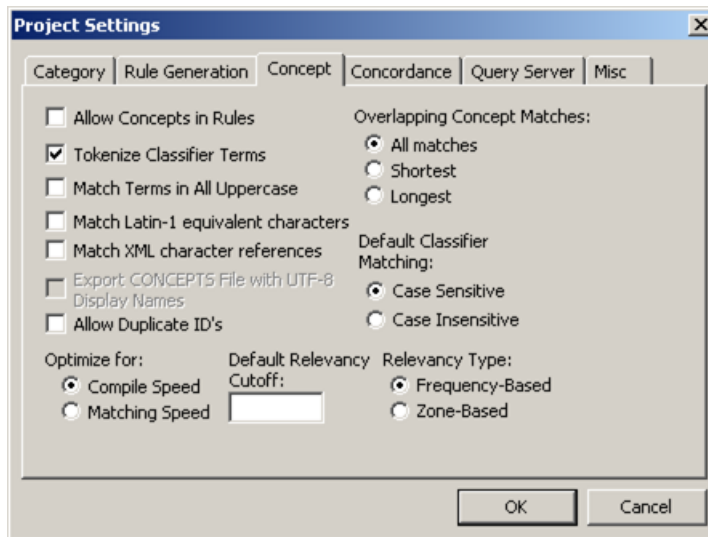 Project Settings
Category
Rule Generation
Concept
Concordance
Query Server
Misc
Allow Concepts in Rules
Tokenize Classifier Terms
Match Terms in All Uppercase
Match Latin-1 equivalent characters
Match XML character references
Export CONCEPTS File with UTF-8
Display Names
Allow Duplicate ID's
Overlapping Concept Matches:
All matches
Shortest
Longest
Default Classifier
Matching:
Case Sensitive
Case Insensitive
Optimize for:
Compile Speed
Matching Speed
Default Relevancy
Cutoff:
Relevancy Type:
Frequency-Based
Zone-Based
OK
Cancel